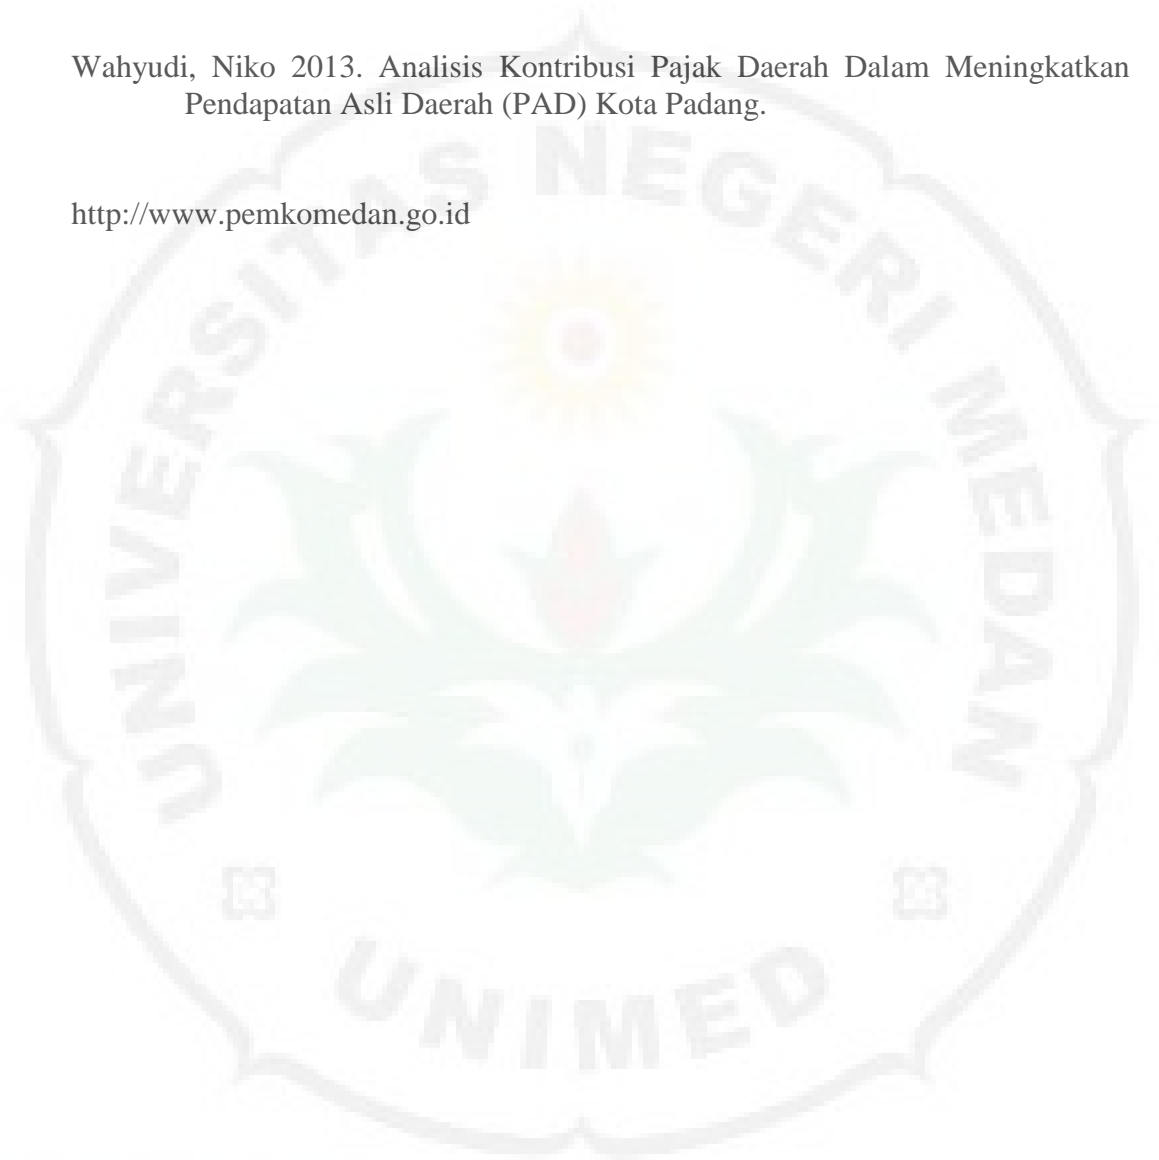 Wahyudi, Niko 2013. Analisis Kontribusi Pajak Daerah Dalam Meningkatkan
Pendapatan Asli Daerah (PAD) Kota Padang.
http://www.pemkomedan.go.id
UNIVERSITAS NEGERI MEDAN
UNIMED